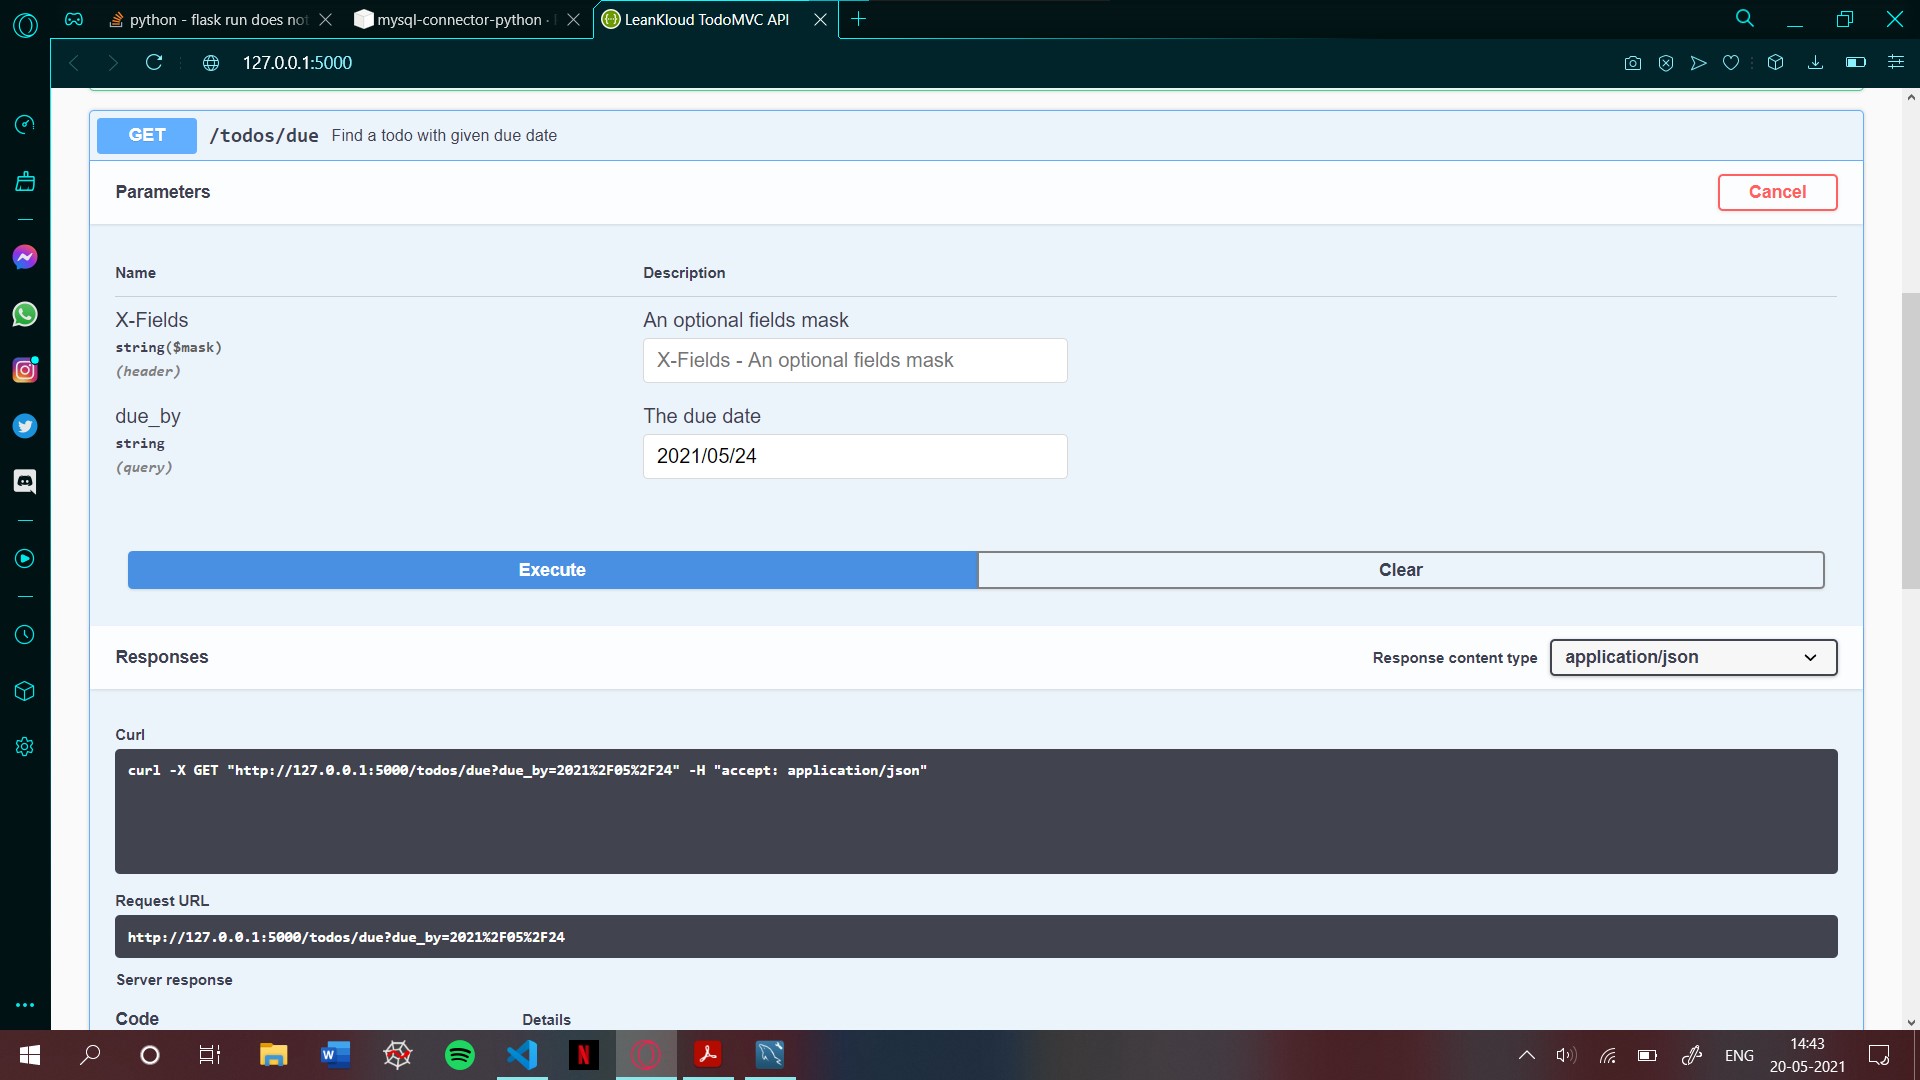 python - flask run does not
mysql-connector-python ·
LeanKloud TodoMVC API
127.0.0.1:5000
GET /todos/due Find a todo with given due date
Parameters
Cancel
Name Description
X-Fields
string($mask)
(header)
An optional fields mask
X-Fields - An optional fields mask
due_by
string
(query)
The due date
2021/05/24
Execute
Clear
Responses
Response content type application/json
Curl
curl -X GET "http://127.0.0.1:5000/todos/due?due_by=2021%2F05%2F24" -H "accept: application/json"
Request URL
http://127.0.0.1:5000/todos/due?due_by=2021%2F05%2F24
Server response
Code Details
ENG
14:43
20-05-2021